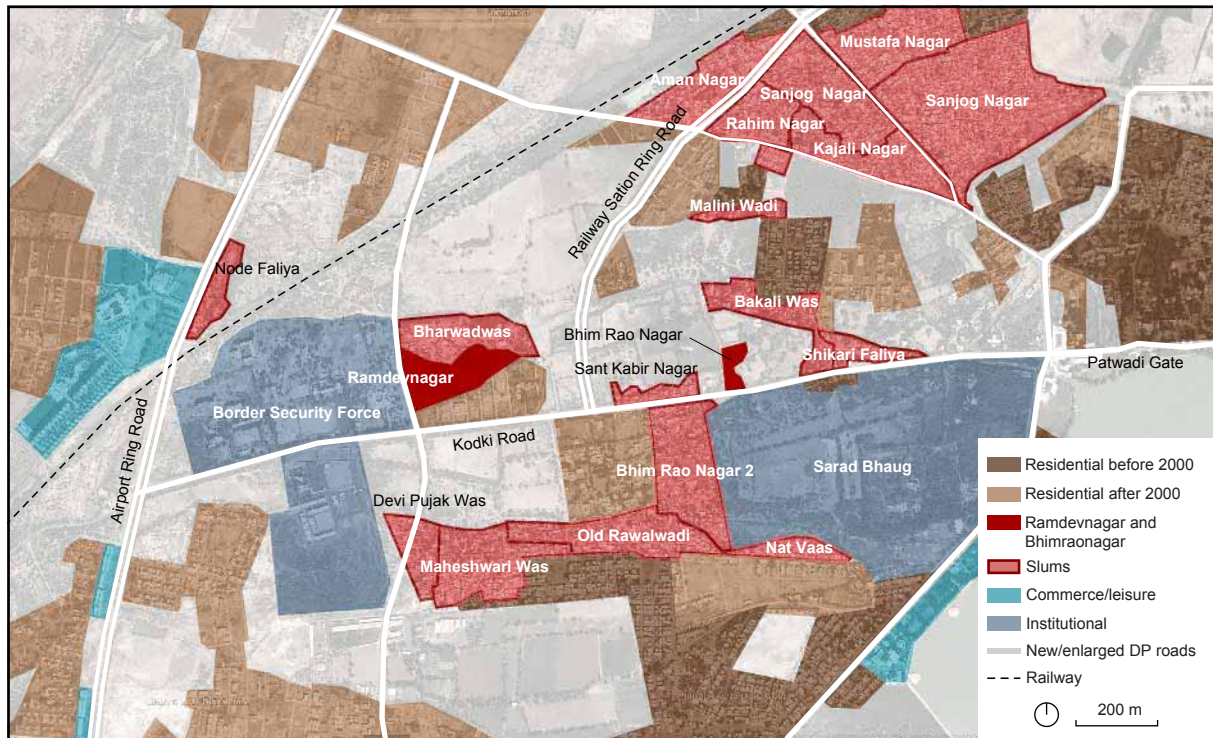 Mustafa Nagar
Aman Nagar
Sanjog Nagar
Sanjog Nagar
Rahim Nagar
Kajali Nagar
Railway Sation Ring Road
Malini Wadi
Node Faliya
Bakali Was
Bharwadwas
Bhim Rao Nagar
Shikari Faliya
Patwadi Gate
Sant Kabir Nagar
Ramdevnagar
Border Security Force
Kodki Road
Airport Ring Road
Bhim Rao Nagar 2
Sarad Bhaug
Devi Pujak Was
Old Rawalwadi
Nat Vaas
Maheshwari Was
Residential before 2000
Residential after 2000
Ramdevnagar and
Bhimraonagar
Slums
Commerce/leisure
Institutional
New/enlarged DP roads
Railway
200 m